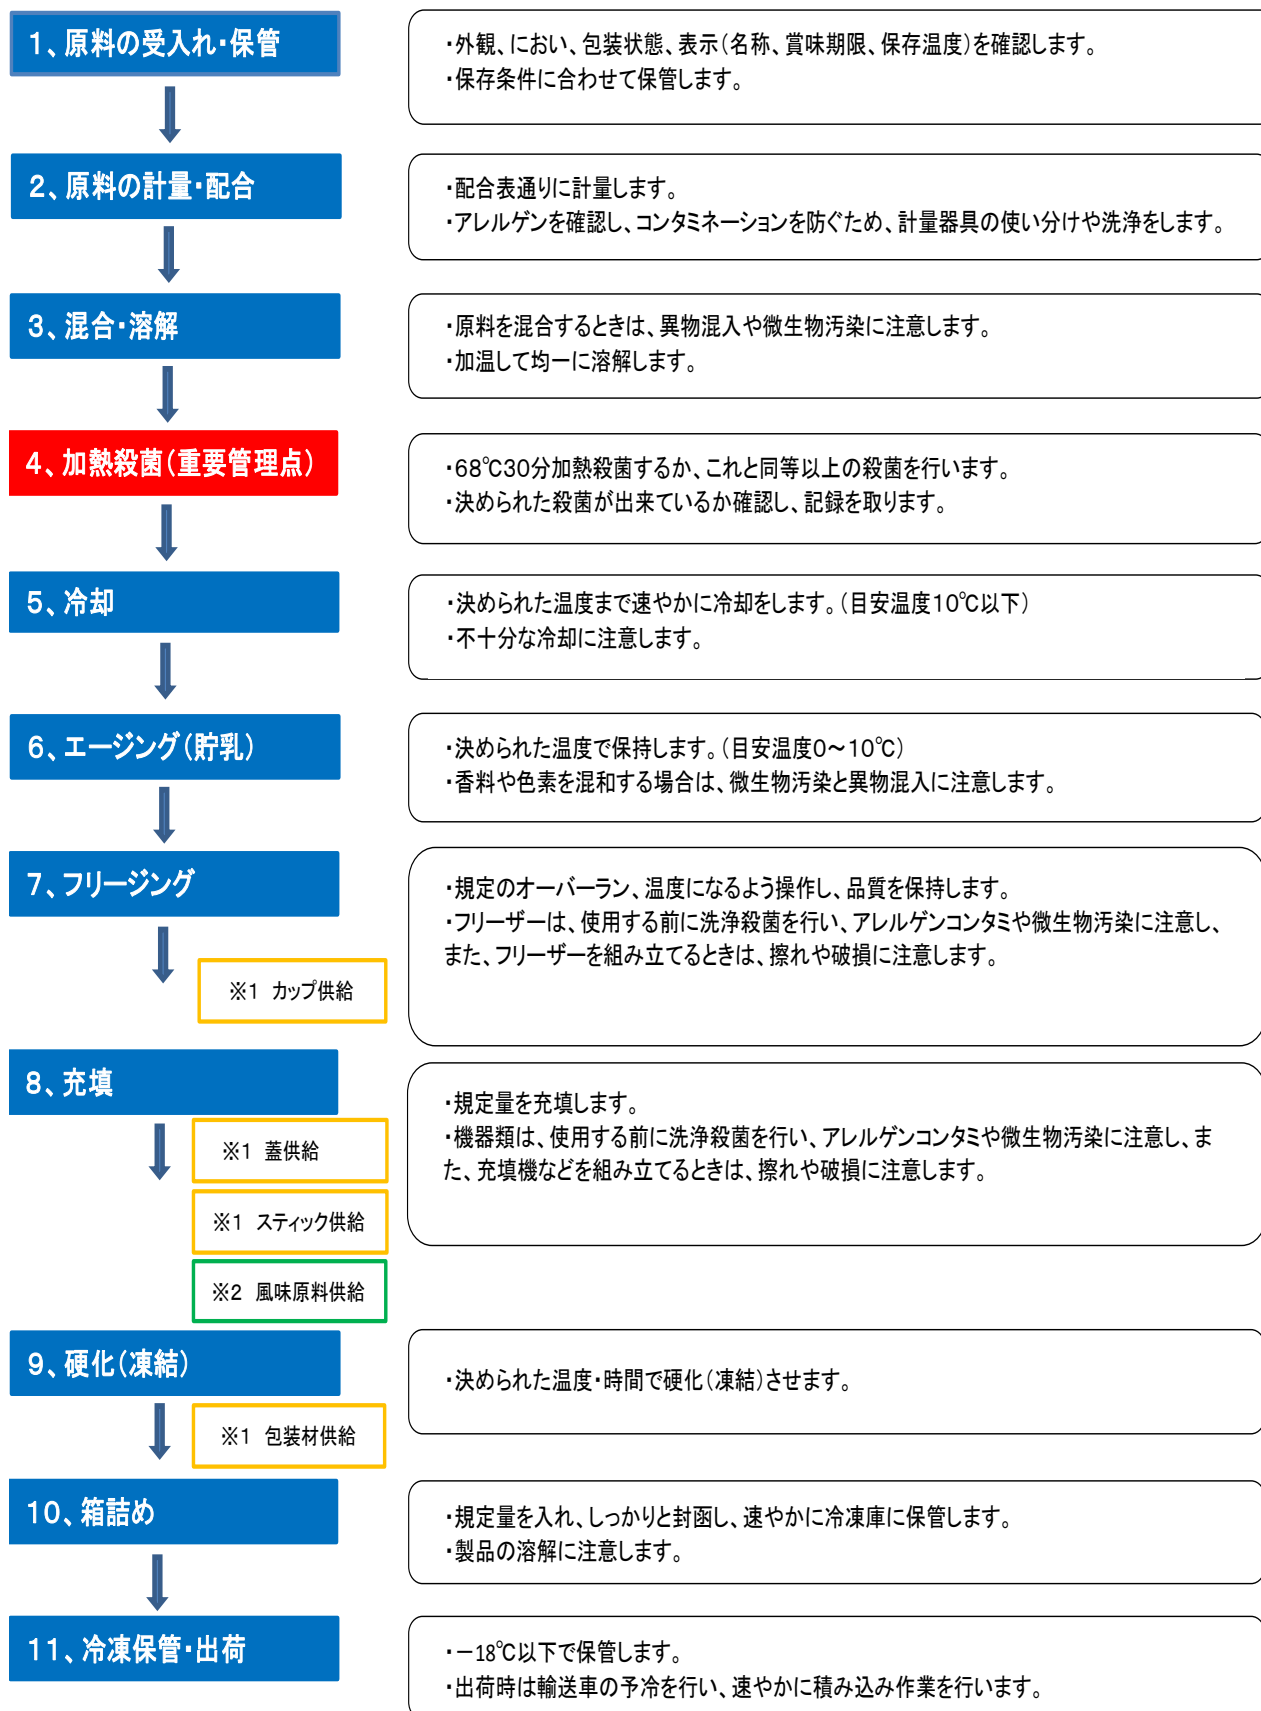 1、原料の受入れ・保管
・外観、におい、包装状態、表示(名称、賞味期限、保存温度)を確認します。
・保存条件に合わせて保管します。
2、原料の計量・配合
・配合表通りに計量します。
・アレルゲンを確認し、コンタミネーションを防ぐため、計量器具の使い分けや洗浄をします。
3、混合・溶解
・原料を混合するときは、異物混入や微生物汚染に注意します。
・加温して均一に溶解します。
4、加熱殺菌(重要管理点)
・68℃30分加熱殺菌するか、これと同等以上の殺菌を行います。
・決められた殺菌が出来ているか確認し、記録を取ります。
5、冷却
・決められた温度まで速やかに冷却をします。(目安温度10℃以下)
・不十分な冷却に注意します。
6、エージング(貯乳)
・決められた温度で保持します。(目安温度0〜10℃)
・香料や色素を混和する場合は、微生物汚染と異物混入に注意します。
7、フリージング
・規定のオーバーラン、温度になるよう操作し、品質を保持します。
・フリーザーは、使用する前に洗浄殺菌を行い、アレルゲンコンタミや微生物汚染に注意し、
また、フリーザーを組み立てるときは、擦れや破損に注意します。
※1 カップ供給
8、充填
・規定量を充填します。
・機器類は、使用する前に洗浄殺菌を行い、アレルゲンコンタミや微生物汚染に注意し、ま
た、充填機などを組み立てるときは、擦れや破損に注意します。
※1 蓋供給
※1 スティック供給
※2 風味原料供給
9、硬化(凍結)
・決められた温度・時間で硬化(凍結)させます。
※1 包装材供給
10、箱詰め
・規定量を入れ、しっかりと封函し、速やかに冷凍庫に保管します。
・製品の溶解に注意します。
11、冷凍保管・出荷
・−18℃以下で保管します。
・出荷時は輸送車の予冷を行い、速やかに積み込み作業を行います。